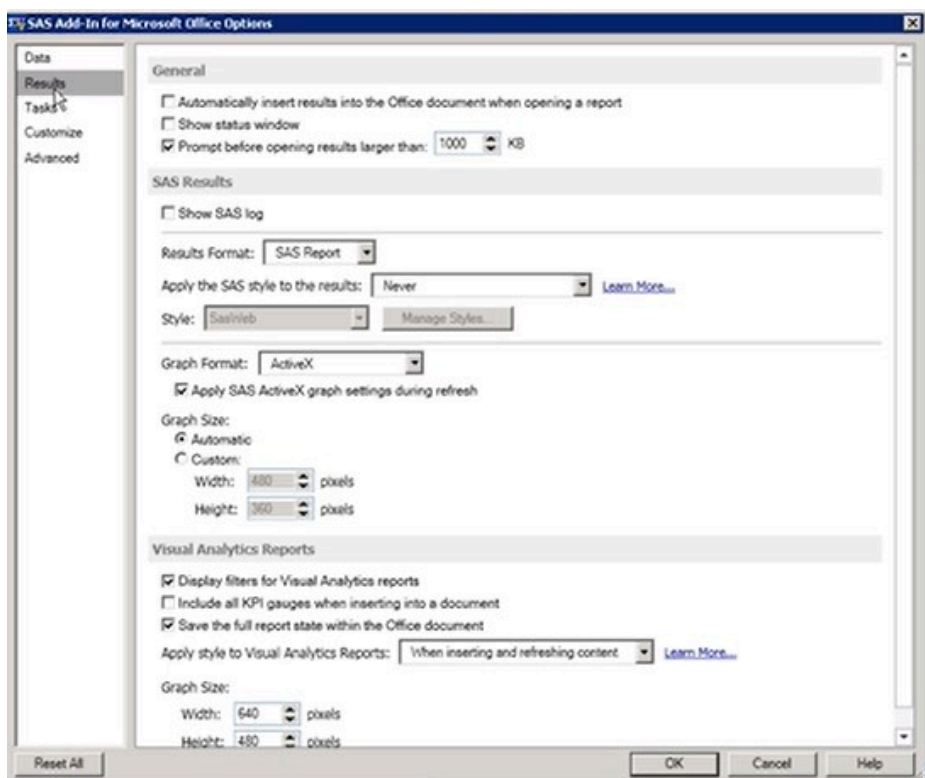 SAS Add-In for Microsoft Office Options
Data
Results
Tasks
Customize
Advanced
General
Automatically insert results into the Office document when opening a report
Show status window
Prompt before opening results larger than: 1000 KB
SAS Results
Show SAS log
Results Format: SAS Report
Apply the SAS style to the results: Never Learn More...
Style: SasWeb Manage Styles...
Graph Format: ActiveX
Apply SAS ActiveX graph settings during refresh
Graph Size:
Automatic
Custom:
Width: 480 pixels
Height: 360 pixels
Visual Analytics Reports
Display filters for Visual Analytics reports
Include all KPI gauges when inserting into a document
Save the full report state within the Office document
Apply style to Visual Analytics Reports: When inserting and refreshing content Learn More...
Graph Size:
Width: 640 pixels
Height: 480 pixels
Reset All OK Cancel Help